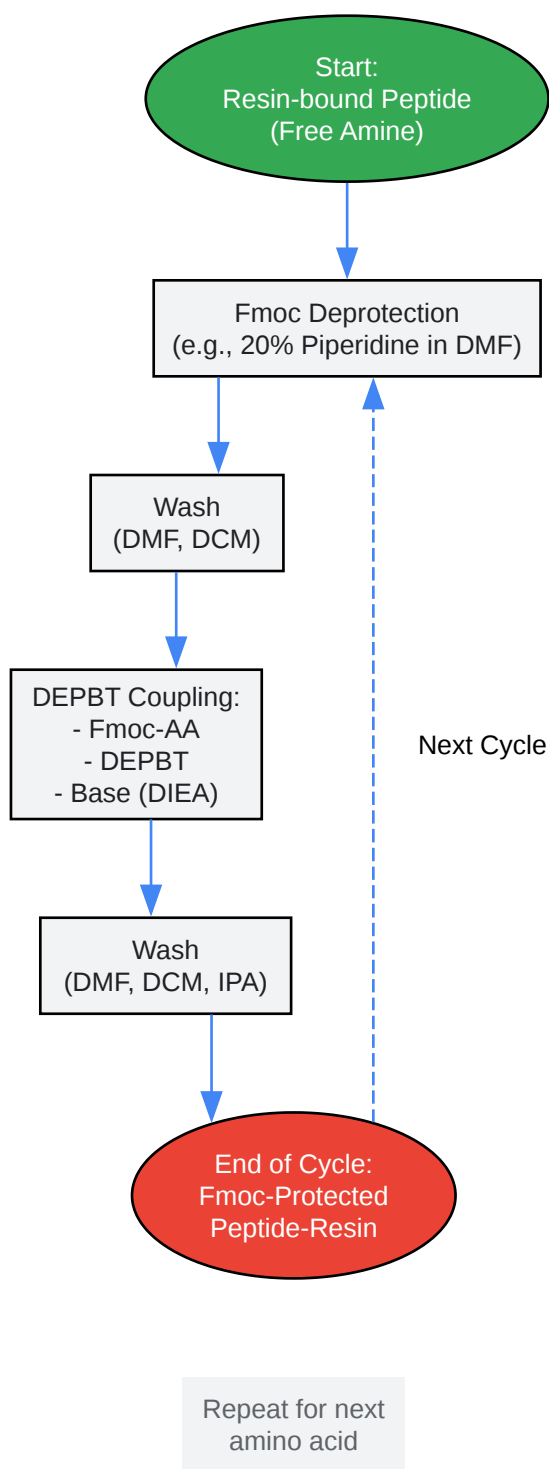 Start:
Resin-bound Peptide
(Free Amine)
Fmoc Deprotection
(e.g., 20% Piperidine in DMF)
Wash
(DMF, DCM)
DEPBT Coupling:
- Fmoc-AA
- DEPBT
- Base (DIEA)
Next Cycle
Wash
(DMF, DCM, IPA)
End of Cycle:
Fmoc-Protected
Peptide-Resin
Repeat for next
amino acid